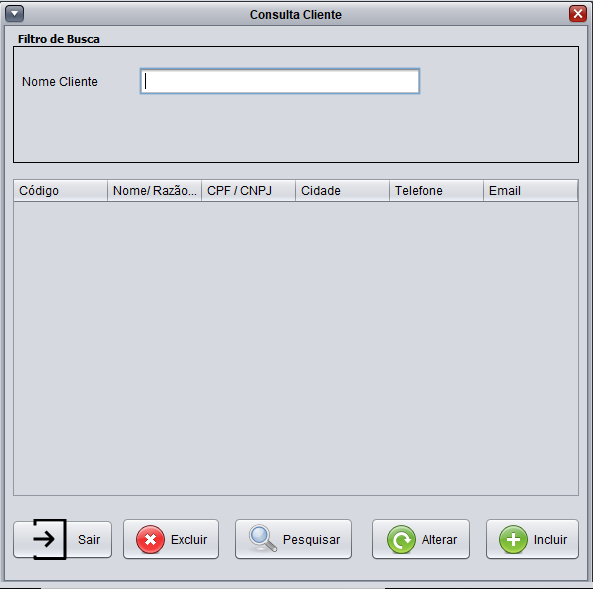 Consulta Cliente
Filtro de Busca
Nome Cliente
Código Nome/ Razão... CPF / CNPJ Cidade Telefone Email
Sair Excluir Pesquisar Alterar Incluir